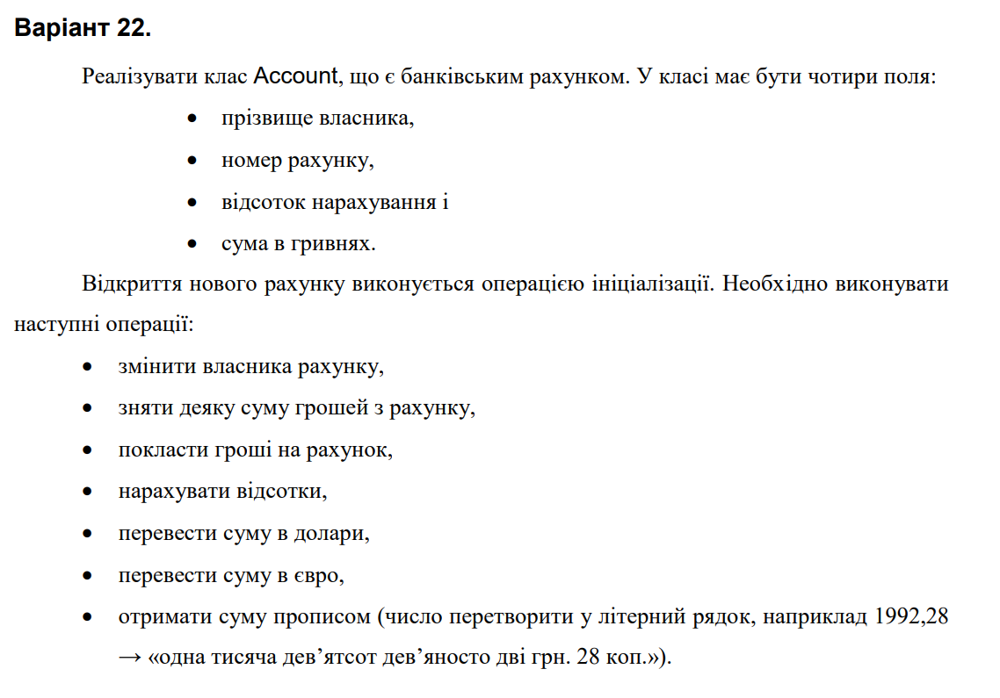 Варіант 22.
Реалізувати клас Account, що є банківським рахунком. У класі має бути чотири поля:
• прізвище власника,
• номер рахунку,
• відсоток нарахування і
• сума в гривнях.
Відкриття нового рахунку виконується операцією ініціалізації. Необхідно виконувати
наступні операції:
• змінити власника рахунку,
• зняти деяку суму грошей з рахунку,
• покласти гроші на рахунок,
• нарахувати відсотки,
• перевести суму в долари,
• перевести суму в євро,
• отримати суму прописом (число перетворити у літерний рядок, наприклад 1992,28
→ «одна тисяча дев’ятсот дев’яносто дві грн. 28 коп.»).